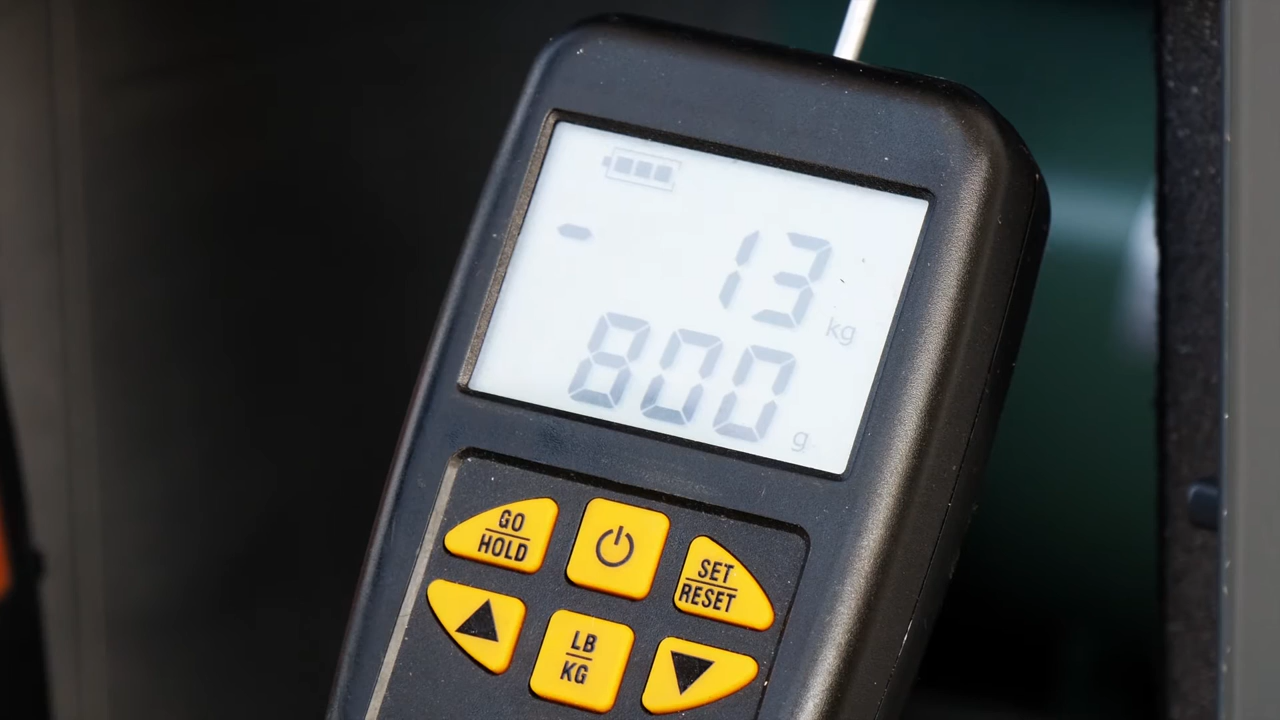 - 13 kg
800 g
GO
HOLD
SET
RESET
LB
KG